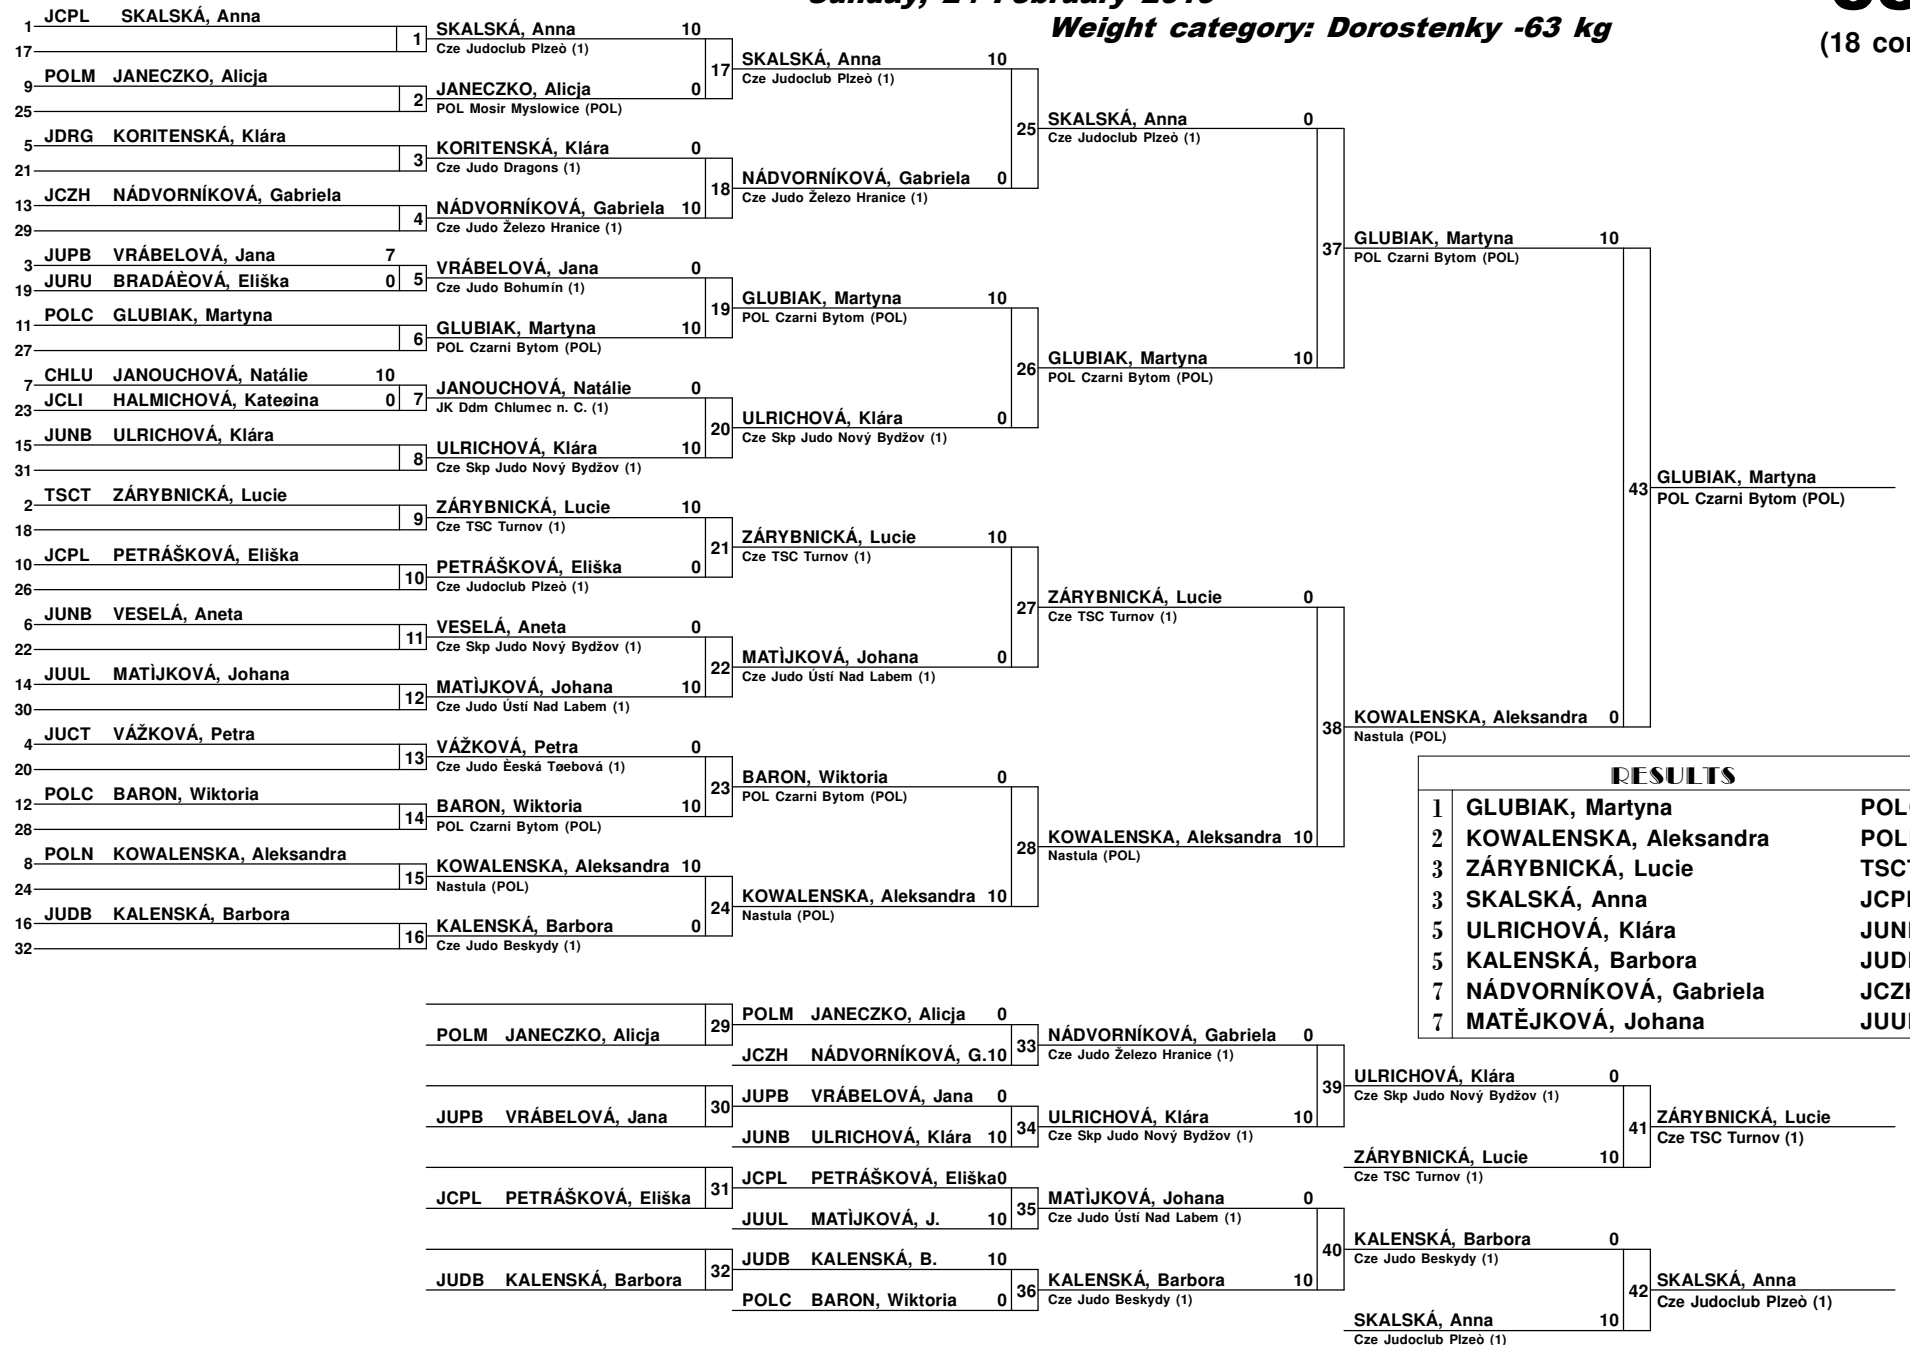 Sunday, February
Weight category: Dorostenky -63 kg
(18
1 JCPL SKALSKÁ, Anna
17
1
9 POLM JANECZKO, Alicja
25
2
5 JDRG KORITENSKÁ, Klára
21
3
13 JCZH NÁDVORNÍKOVÁ, Gabriela
29
4
3 JUPB VRÁBELOVÁ, Jana 7
19 JURU BRADÁÈOVÁ, Eliška 0
5
11 POLC GLUBIAK, Martyna
27
6
7 CHLU JANOUCHOVÁ, Natálie 10
23 JCLI HALMICHOVÁ, Kateøina 0
7
15 JUNB ULRICHOVÁ, Klára
31
8
2 TSCT ZÁRYBNICKÁ, Lucie
18
9
10 JCPL PETRÁŠKOVÁ, Eliška
26
10
6 JUNB VESELÁ, Aneta
22
11
14 JUUL MATÌJKOVÁ, Johana
30
12
4 JUCT VÁŽKOVÁ, Petra
20
13
12 POLC BARON, Wiktoria
28
14
8 POLN KOWALENSKA, Aleksandra
24
15
16 JUDB KALENSKÁ, Barbora
32
16
SKALSKÁ, Anna 10
Cze Judoclub Plzeò (1)
17
JANECZKO, Alicja 0
POL Mosir Myslowice (POL)
KORITENSKÁ, Klára 0
Cze Judo Dragons (1)
18
NÁDVORNÍKOVÁ, Gabriela 10
Cze Judo Železo Hranice (1)
VRÁBELOVÁ, Jana 0
Cze Judo Bohumín (1)
19
GLUBIAK, Martyna 10
POL Czarni Bytom (POL)
JANOUCHOVÁ, Natálie 0
JK Ddm Chlumec n. C. (1)
20
ULRICHOVÁ, Klára 10
Cze Skp Judo Nový Bydžov (1)
ZÁRYBNICKÁ, Lucie 10
Cze TSC Turnov (1)
21
PETRÁŠKOVÁ, Eliška 0
Cze Judoclub Plzeò (1)
VESELÁ, Aneta 0
Cze Skp Judo Nový Bydžov (1)
22
MATÌJKOVÁ, Johana 10
Cze Judo Ústí Nad Labem (1)
VÁŽKOVÁ, Petra 0
Cze Judo Èeská Tøebová (1)
23
BARON, Wiktoria 10
POL Czarni Bytom (POL)
KOWALENSKA, Aleksandra 10
Nastula (POL)
24
KALENSKÁ, Barbora 0
Cze Judo Beskydy (1)
SKALSKÁ, Anna 10
Cze Judoclub Plzeò (1)
25
NÁDVORNÍKOVÁ, Gabriela 0
Cze Judo Železo Hranice (1)
GLUBIAK, Martyna 10
POL Czarni Bytom (POL)
26
ULRICHOVÁ, Klára 0
Cze Skp Judo Nový Bydžov (1)
ZÁRYBNICKÁ, Lucie 10
Cze TSC Turnov (1)
27
MATÌJKOVÁ, Johana 0
Cze Judo Ústí Nad Labem (1)
BARON, Wiktoria 0
POL Czarni Bytom (POL)
28
KOWALENSKA, Aleksandra 10
Nastula (POL)
SKALSKÁ, Anna 0
Cze Judoclub Plzeò (1)
37
GLUBIAK, Martyna 10
POL Czarni Bytom (POL)
ZÁRYBNICKÁ, Lucie 0
Cze TSC Turnov (1)
38
KOWALENSKA, Aleksandra 10
Nastula (POL)
GLUBIAK, Martyna 10
POL Czarni Bytom (POL)
43
KOWALENSKA, Aleksandra 0
Nastula (POL)
GLUBIAK, Martyna
POL Czarni Bytom (POL)
RESULTS
1 GLUBIAK, Martyna POL
2 KOWALENSKA, Aleksandra POL
3 ZÁRYBNICKÁ, Lucie TSCT
3 SKALSKÁ, Anna JCPL
5 ULRICHOVÁ, Klára JUN
5 KALENSKÁ, Barbora JUD
7 NÁDVORNÍKOVÁ, Gabriela JCZH
7 MATĚJKOVÁ, Johana JUU
POLM JANECZKO, Alicja
29
JUPB VRÁBELOVÁ, Jana
30
JCPL PETRÁŠKOVÁ, Eliška
31
JUDB KALENSKÁ, Barbora
32
POLM JANECZKO, Alicja 0
JCZH NÁDVORNÍKOVÁ, G.10
33
JUPB VRÁBELOVÁ, Jana 0
JUNB ULRICHOVÁ, Klára 10
34
JCPL PETRÁŠKOVÁ, Eliška0
JUUL MATÌJKOVÁ, J. 10
35
JUDB KALENSKÁ, B. 10
POLC BARON, Wiktoria 0
36
NÁDVORNÍKOVÁ, Gabriela 0
Cze Judo Železo Hranice (1)
39
ULRICHOVÁ, Klára 10
Cze Skp Judo Nový Bydžov (1)
MATÌJKOVÁ, Johana 0
Cze Judo Ústí Nad Labem (1)
40
KALENSKÁ, Barbora 10
Cze Judo Beskydy (1)
ULRICHOVÁ, Klára 0
Cze Skp Judo Nový Bydžov (1)
41
ZÁRYBNICKÁ, Lucie 10
Cze TSC Turnov (1)
KALENSKÁ, Barbora 0
Cze Judo Beskydy (1)
42
SKALSKÁ, Anna 10
Cze Judoclub Plzeò (1)
ZÁRYBNICKÁ, Lucie
Cze TSC Turnov (1)
SKALSKÁ, Anna
Cze Judoclub Plzeò (1)